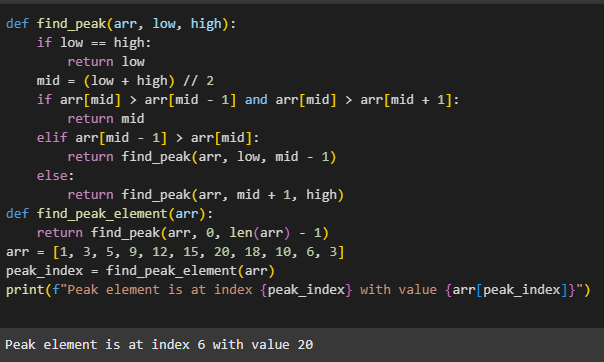 def find_peak(arr, low, high):
    if low == high:
        return low
    mid = (low + high) // 2
    if arr[mid] > arr[mid - 1] and arr[mid] > arr[mid + 1]:
        return mid
    elif arr[mid - 1] > arr[mid]:
        return find_peak(arr, low, mid - 1)
    else:
        return find_peak(arr, mid + 1, high)
def find_peak_element(arr):
    return find_peak(arr, 0, len(arr) - 1)
arr = [1, 3, 5, 9, 12, 15, 20, 18, 10, 6, 3]
peak_index = find_peak_element(arr)
print(f"Peak element is at index {peak_index} with value {arr[peak_index]}")
Peak element is at index 6 with value 20